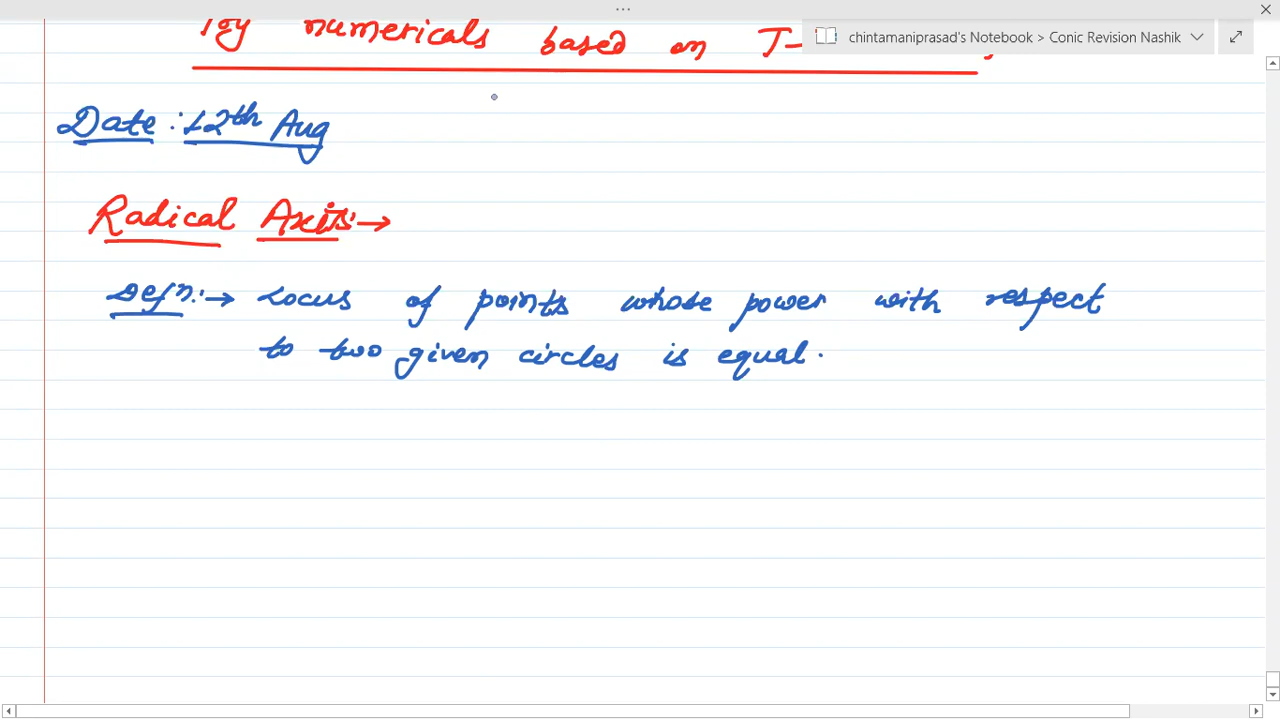 numericals based on T-
chintamaniprasad's Notebook > Conic Revision Nashik
Date : 12th Aug
Radical Axis :→
Defn. :→ Locus of points whose power with respect
to two given circles is equal.